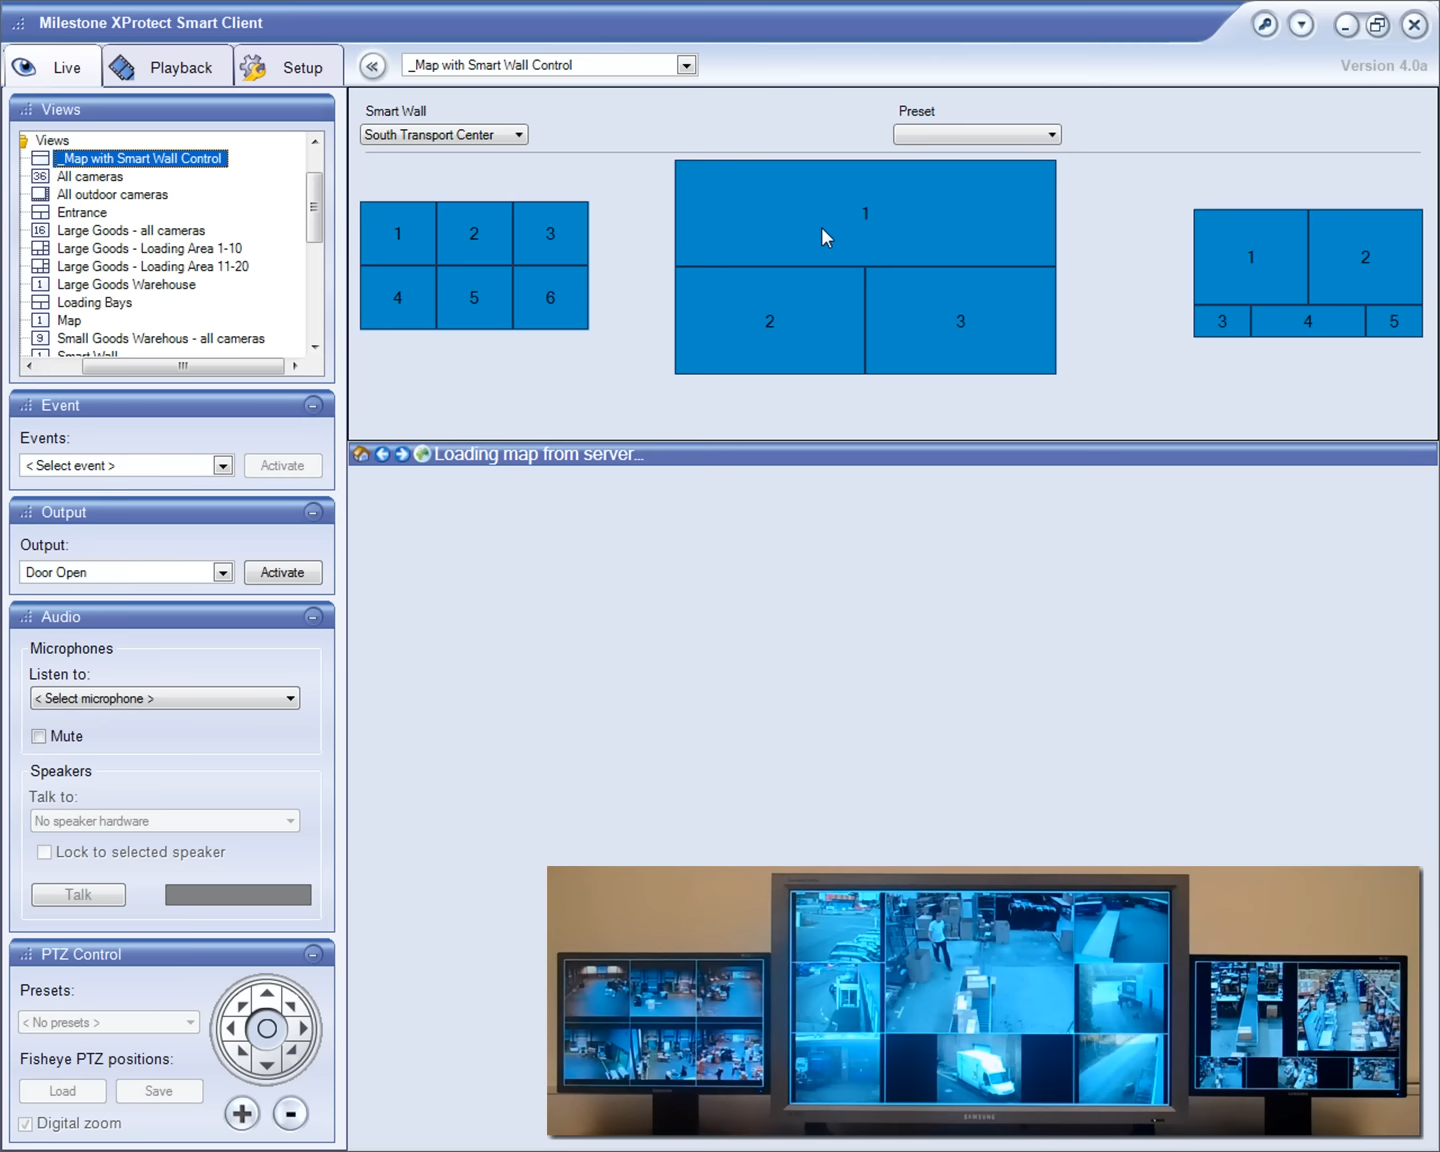 Milestone XProtect Smart Client
Live
Playback
Setup
_Map with Smart Wall Control
Version 4.0a
Views
Views
_Map with Smart Wall Control
36 All cameras
All outdoor cameras
Entrance
16 Large Goods - all cameras
Large Goods - Loading Area 1-10
Large Goods - Loading Area 11-20
1 Large Goods Warehouse
Loading Bays
1 Map
9 Small Goods Warehous - all cameras
1 Smart Wall
Smart Wall
South Transport Center
Preset
1 2 3
4 5 6
1
2 3
1 2
3 4 5
Loading map from server...
Event
Events:
< Select event >
Activate
Output
Output:
Door Open
Activate
Audio
Microphones
Listen to:
< Select microphone >
Mute
Speakers
Talk to:
No speaker hardware
Lock to selected speaker
Talk
PTZ Control
Presets:
< No presets >
Fisheye PTZ positions:
Load
Save
Digital zoom
SAMSUNG